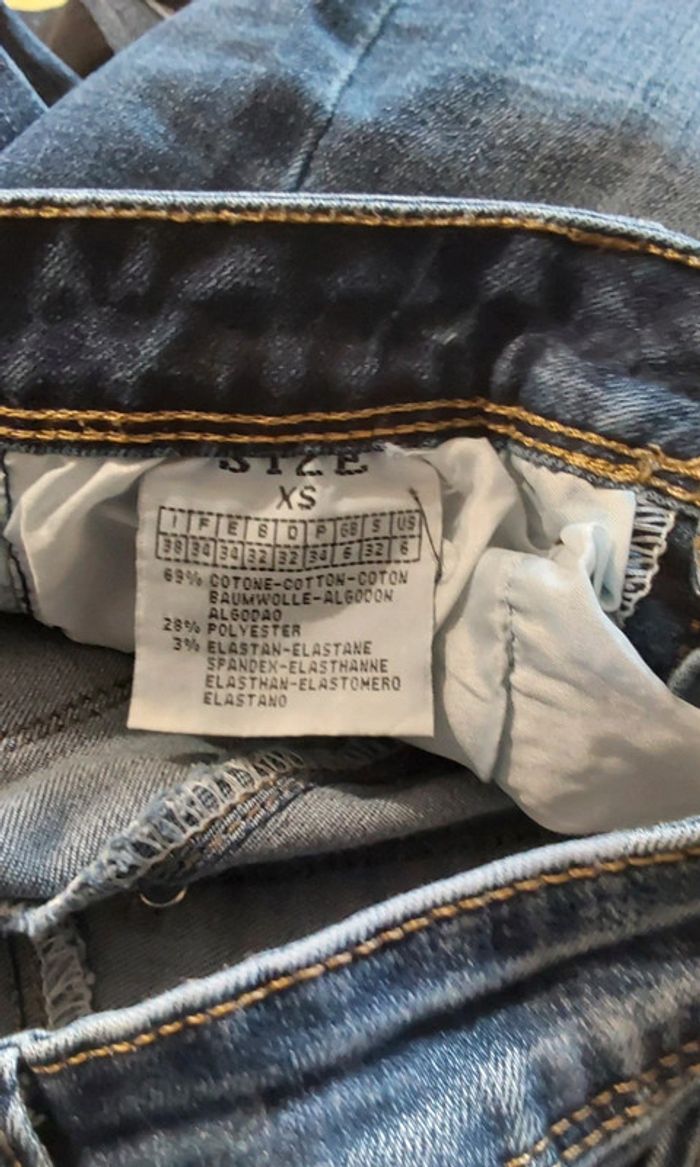 SIZE
XS
I F E B D P GB S US
38 34 34 32 32 34 6 32 6
69% COTONE-COTTON-COTON
BAUMWOLLE-ALGODON
ALGODAO
28% POLYESTER
3% ELASTAN-ELASTANE
SPANDEX-ELASTHANNE
ELASTHAN-ELASTOMERO
ELASTANO